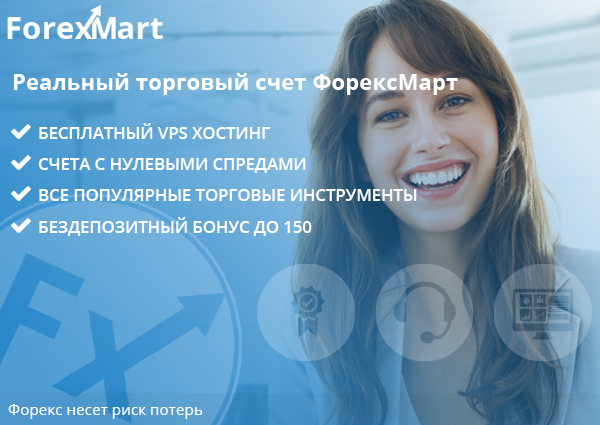 ForexMart
Реальный торговый счет ФорексМарт
БЕСПЛАТНЫЙ VPS ХОСТИНГ
СЧЕТА С НУЛЕВЫМИ СПРЕДАМИ
ВСЕ ПОПУЛЯРНЫЕ ТОРГОВЫЕ ИНСТРУМЕНТЫ
БЕЗДЕПОЗИТНЫЙ БОНУС ДО 150
Fx
Форекс несет риск потерь